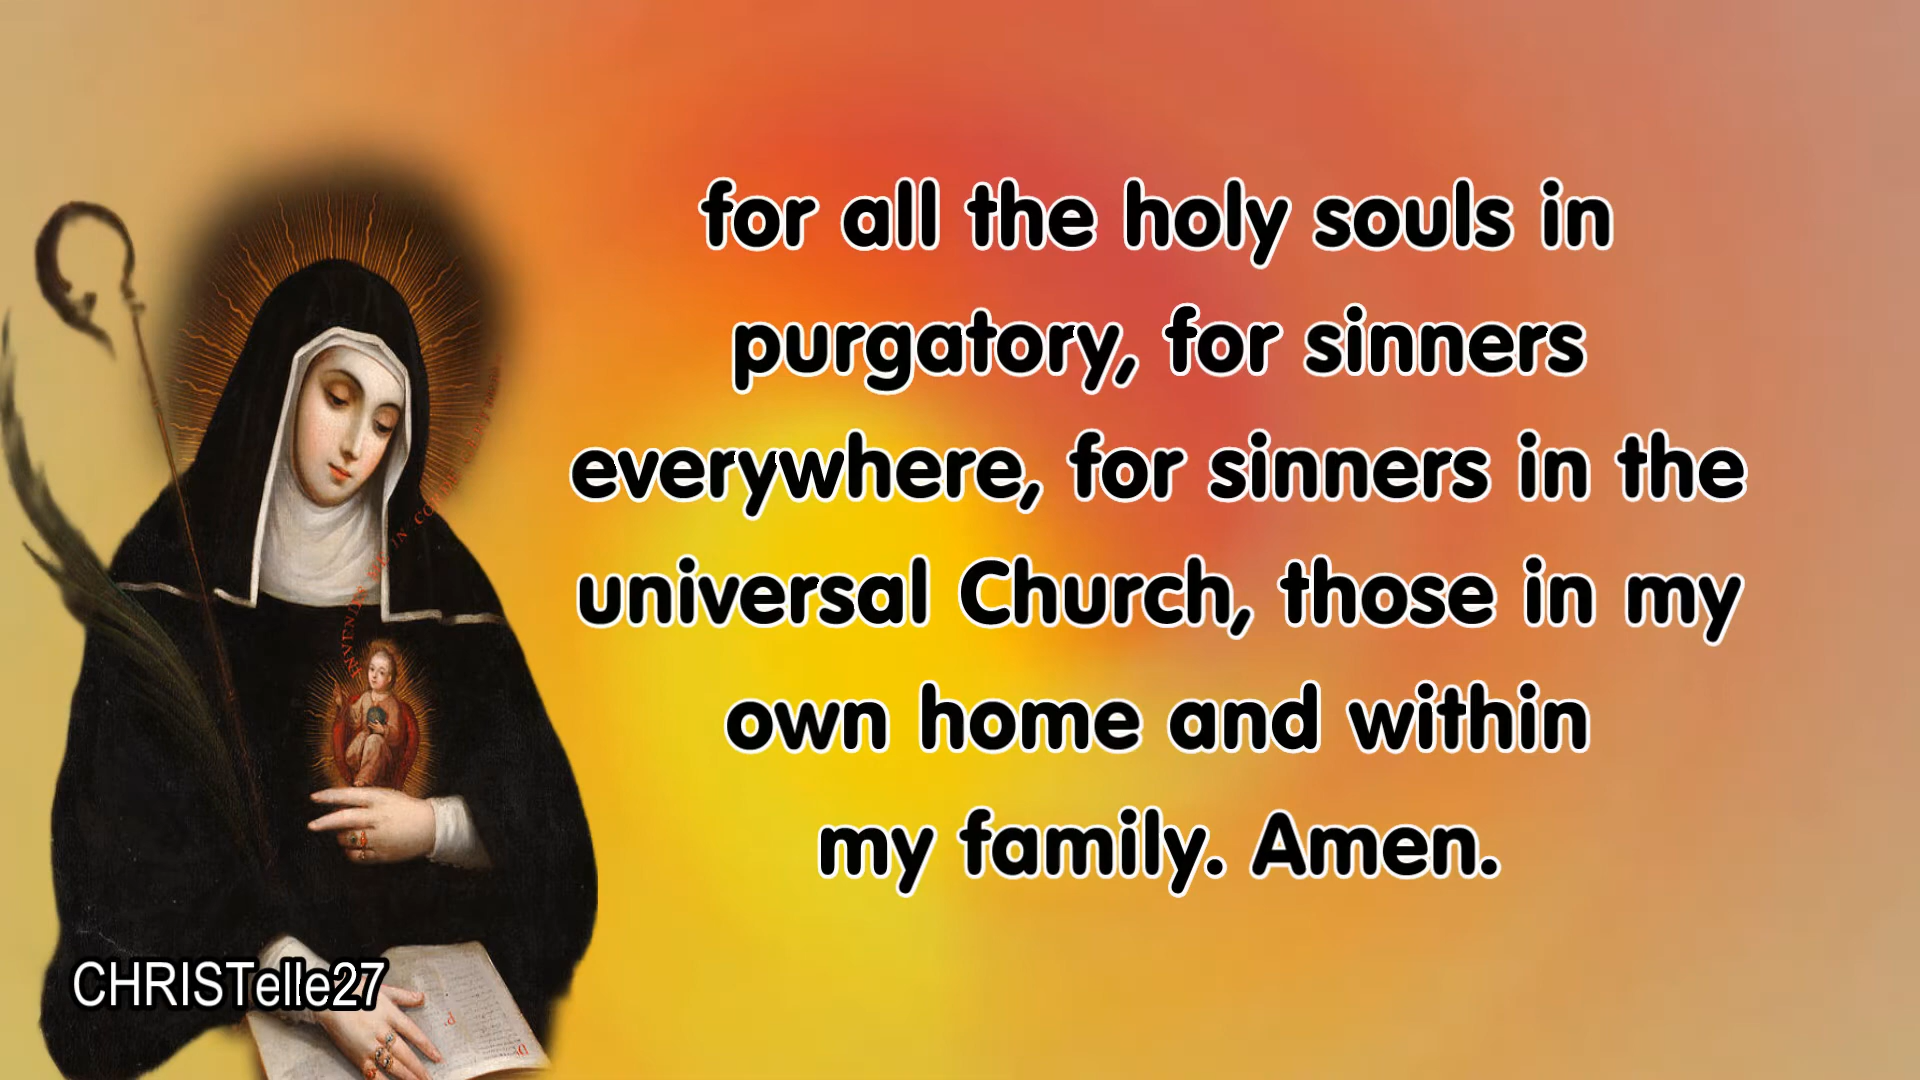 for all the holy souls in
purgatory, for sinners
everywhere, for sinners in the
universal Church, those in my
own home and within
my family. Amen.
CHRISTelle27